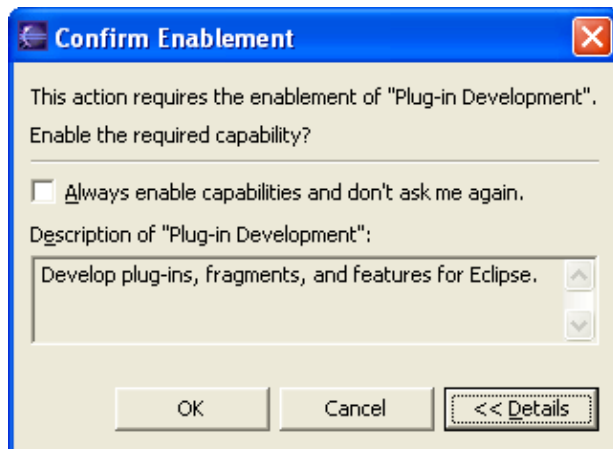 Confirm Enablement
This action requires the enablement of "Plug-in Development".
Enable the required capability?
Always enable capabilities and don't ask me again.
Description of "Plug-in Development":
Develop plug-ins, fragments, and features for Eclipse.
OK Cancel << Details